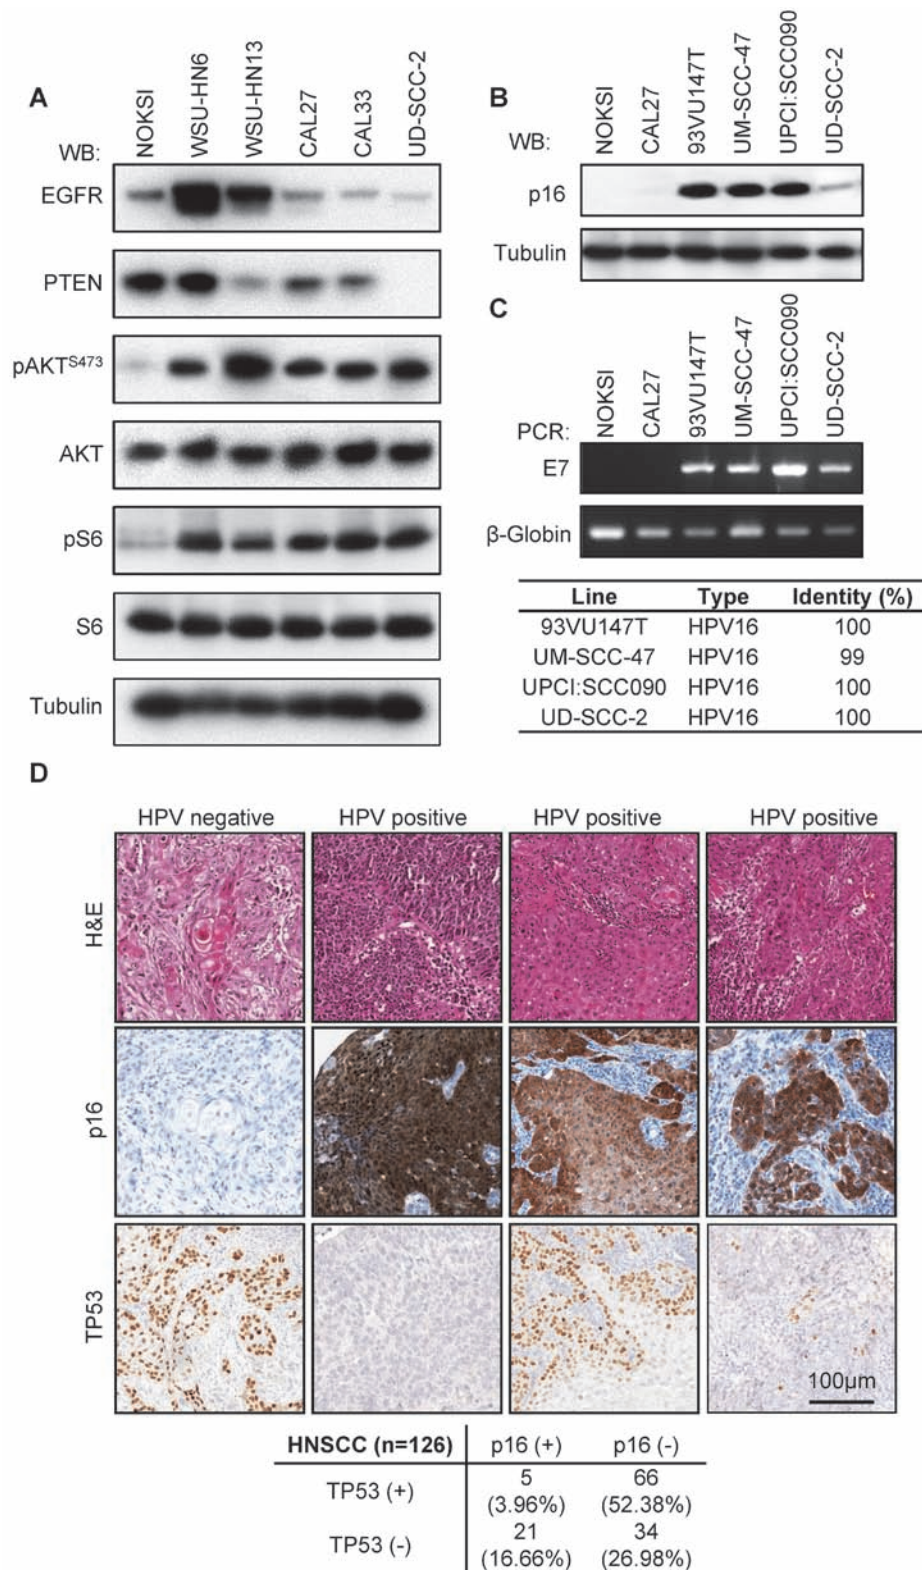 A
NOKSI
WSU-HN6
WSU-HN13
CAL27
CAL33
UD-SCC-2
WB:
EGFR
PTEN
pAKTS473
AKT
pS6
S6
Tubulin
B
NOKSI
CAL27
93VU147T
UM-SCC-47
UPCI:SCC090
UD-SCC-2
WB:
p16
Tubulin
C
NOKSI
CAL27
93VU147T
UM-SCC-47
UPCI:SCC090
UD-SCC-2
PCR:
E7
β-Globin
Line Type Identity (%)
93VU147T HPV16 100
UM-SCC-47 HPV16 99
UPCI:SCC090 HPV16 100
UD-SCC-2 HPV16 100
D
HPV negative HPV positive HPV positive HPV positive
H&E
p16
TP53
100μm
HNSCC (n=126) p16 (+) p16 (-)
TP53 (+) 5 66
(3.96%) (52.38%)
TP53 (-) 21 34
(16.66%) (26.98%)